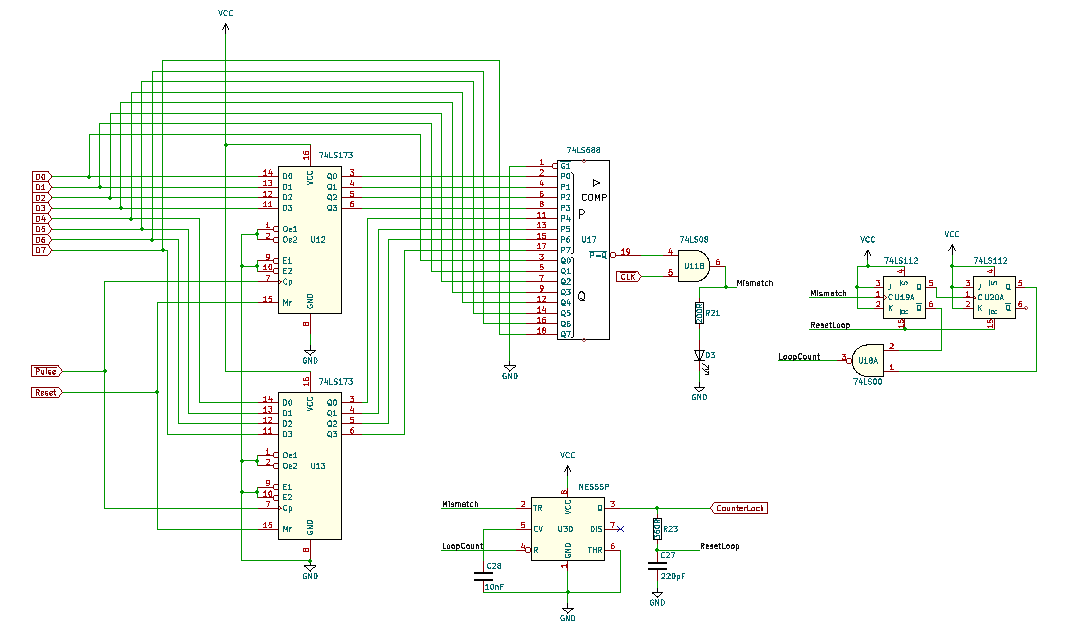 VCC
74LS173
16
VCC
D0
D1
D2
D3
D4
D5
D6
D7
14 D0 Q0 3
13 D1 Q1 4
12 D2 Q2 5
11 D3 Q3 6
1 Oe1
2 Oe2
U12
9 E1
10 E2
7 Cp
15 Mr
GND
8
GND
74LS688
1 G1
2 P0
4 P1
6 P2
8 P3
11 P4
13 P5
15 P6
17 P7
3 Q0
5 Q1
7 Q2
9 Q3
12 Q4
14 Q5
16 Q6
18 Q7
COMP
P
U17
Q
P=Q 19
GND
74LS08
4
5
U11B
6
CLK
Mismatch
200R
R21
D3
GND
VCC
74LS112
4
3 J Q 5
1 C U19A
2 K Q 6
15
S
R
Mismatch
ResetLoop
VCC
74LS112
4
3 J Q 5
1 C U20A
2 K Q 6
15
S
R
LoopCount
3
U18A
2
1
74LS00
Pulse
Reset
74LS173
16
VCC
14 D0 Q0 3
13 D1 Q1 4
12 D2 Q2 5
11 D3 Q3 6
1 Oe1
2 Oe2
U13
9 E1
10 E2
7 Cp
15 Mr
GND
8
GND
VCC
NE555P
8
VCC
Mismatch
2 TR Q 3
CounterLock
5 CV U30 DIS 7
LoopCount
4 R THR 6
GND
1
C28
10nF
GND
R23
ResetLoop
C27
220pF
GND